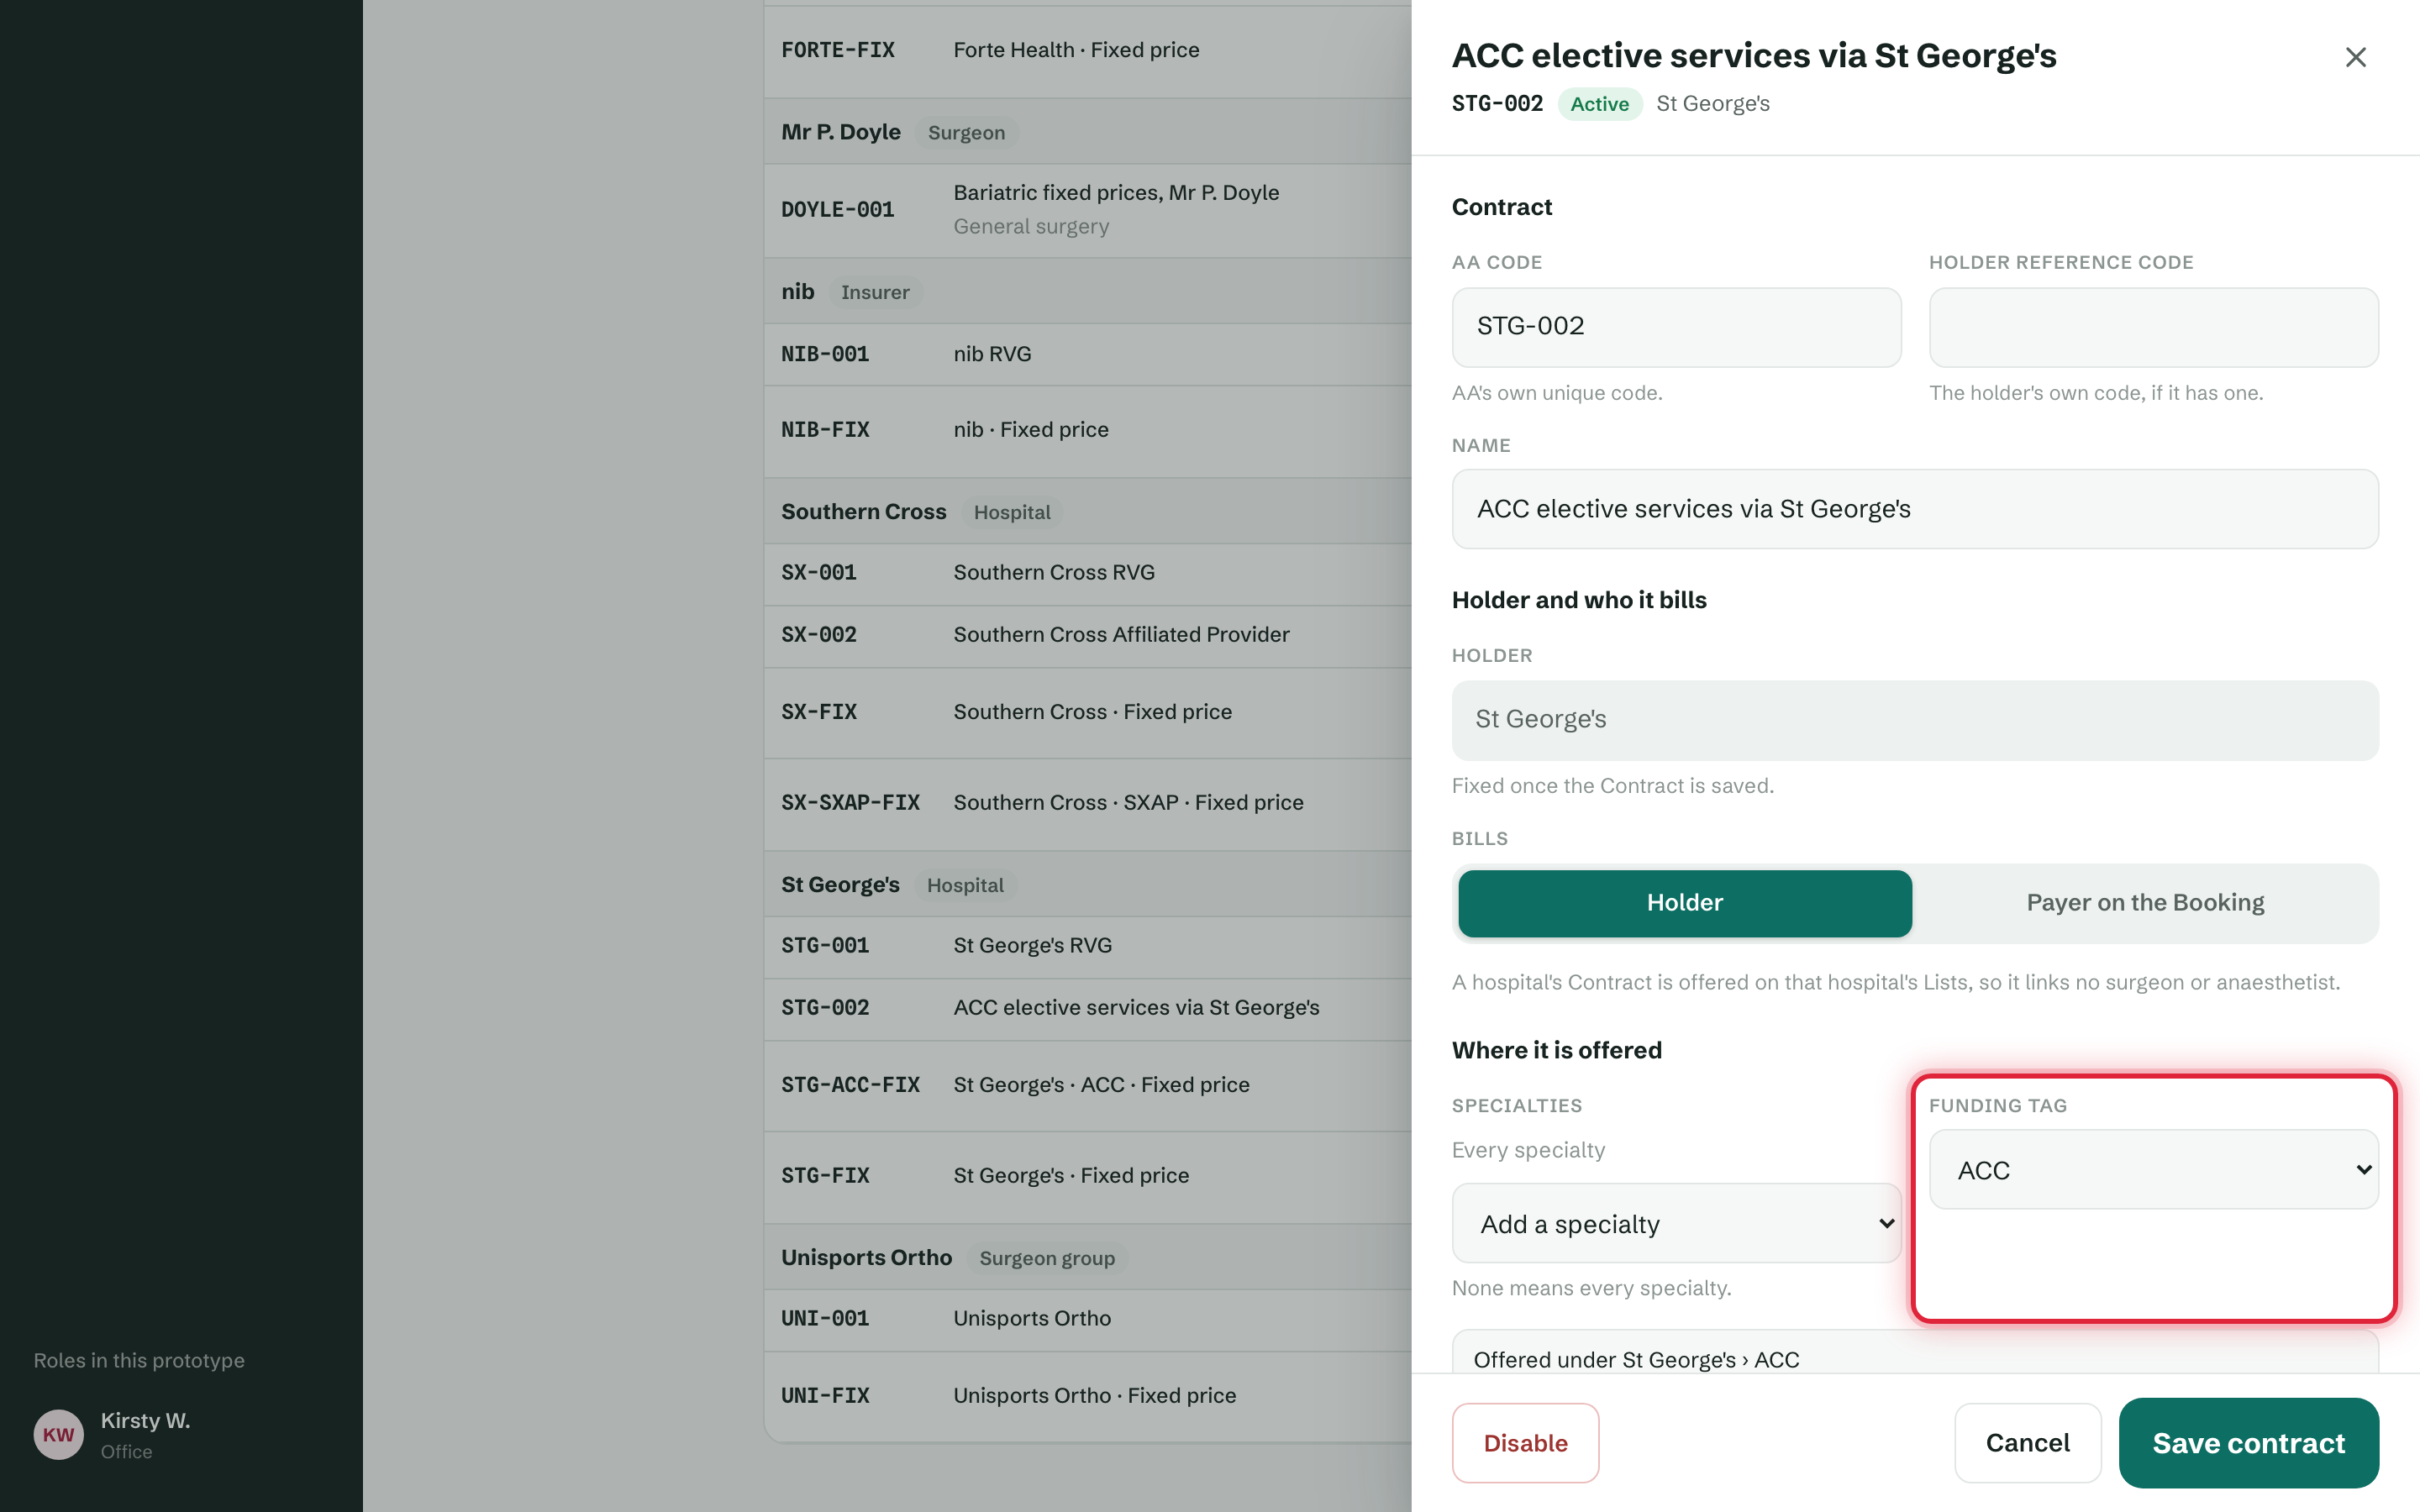 Roles in this prototype
KW
Kirsty W.
Office
FORTE-FIX Forte Health · Fixed price
Mr P. Doyle Surgeon
DOYLE-001 Bariatric fixed prices, Mr P. Doyle
General surgery
nib Insurer
NIB-001 nib RVG
NIB-FIX nib · Fixed price
Southern Cross Hospital
SX-001 Southern Cross RVG
SX-002 Southern Cross Affiliated Provider
SX-FIX Southern Cross · Fixed price
SX-SXAP-FIX Southern Cross · SXAP · Fixed price
St George's Hospital
STG-001 St George's RVG
STG-002 ACC elective services via St George's
STG-ACC-FIX St George's · ACC · Fixed price
STG-FIX St George's · Fixed price
Unisports Ortho Surgeon group
UNI-001 Unisports Ortho
UNI-FIX Unisports Ortho · Fixed price
ACC elective services via St George's
STG-002 Active St George's
Contract
AA CODE HOLDER REFERENCE CODE
STG-002
AA's own unique code. The holder's own code, if it has one.
NAME
ACC elective services via St George's
Holder and who it bills
HOLDER
St George's
Fixed once the Contract is saved.
BILLS
Holder Payer on the Booking
A hospital's Contract is offered on that hospital's Lists, so it links no surgeon or anaesthetist.
Where it is offered
SPECIALTIES FUNDING TAG
Every specialty
ACC
Add a specialty
None means every specialty.
Offered under St George's › ACC
Disable Cancel Save contract